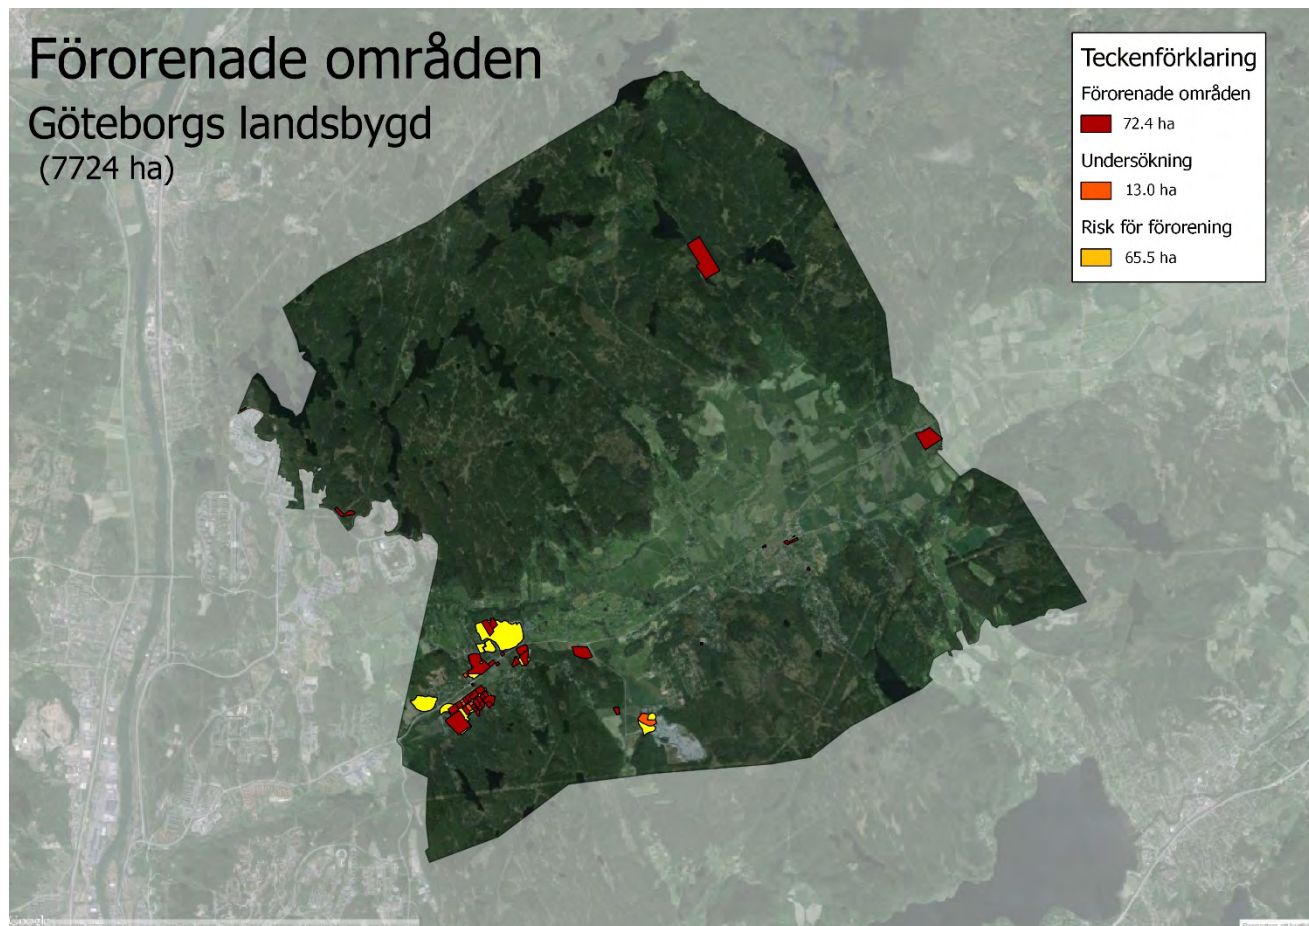 Förorenade områden
Göteborgs landsbygd
(7724 ha)
Teckenförklaring
Förorenade områden
72.4 ha
Undersökning
13.0 ha
Risk för förorening
65.5 ha
Google